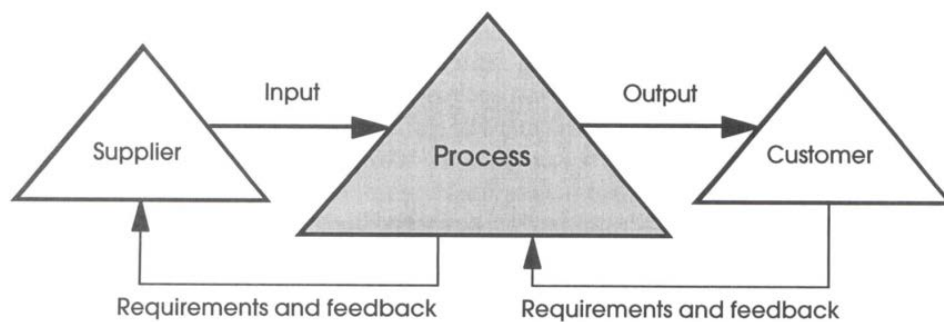 Input
Output
Supplier
Process
Customer
Requirements and feedback
Requirements and feedback